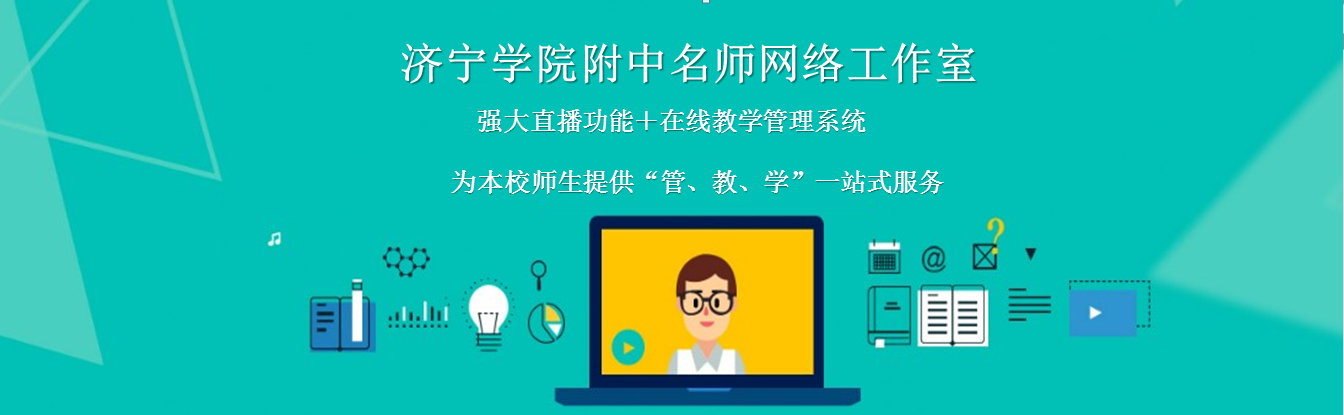 济宁学院附中名师网络工作室
强大直播功能+在线教学管理系统
为本校师生提供“管、教、学”一站式服务
@
?